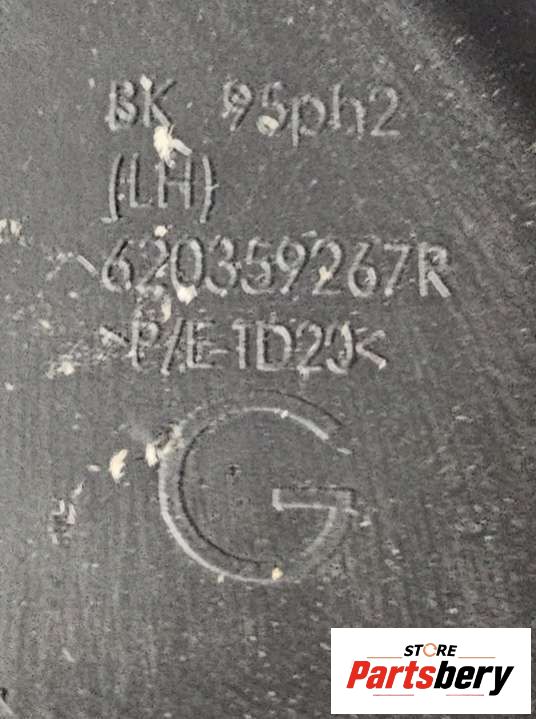 BK 95ph2
(LH)
620359267R
>P/E-TD20<
G
STORE
Partsbery